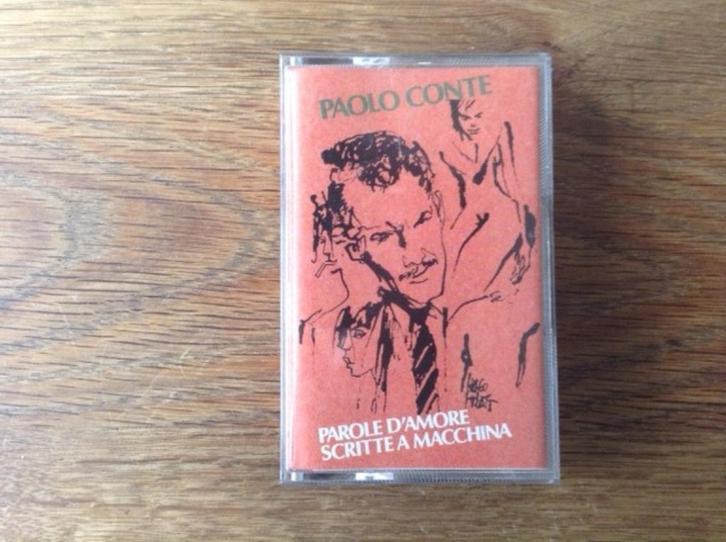 PAOLO CONTE
PAROLE D'AMORE
SCRITTE A MACCHINA